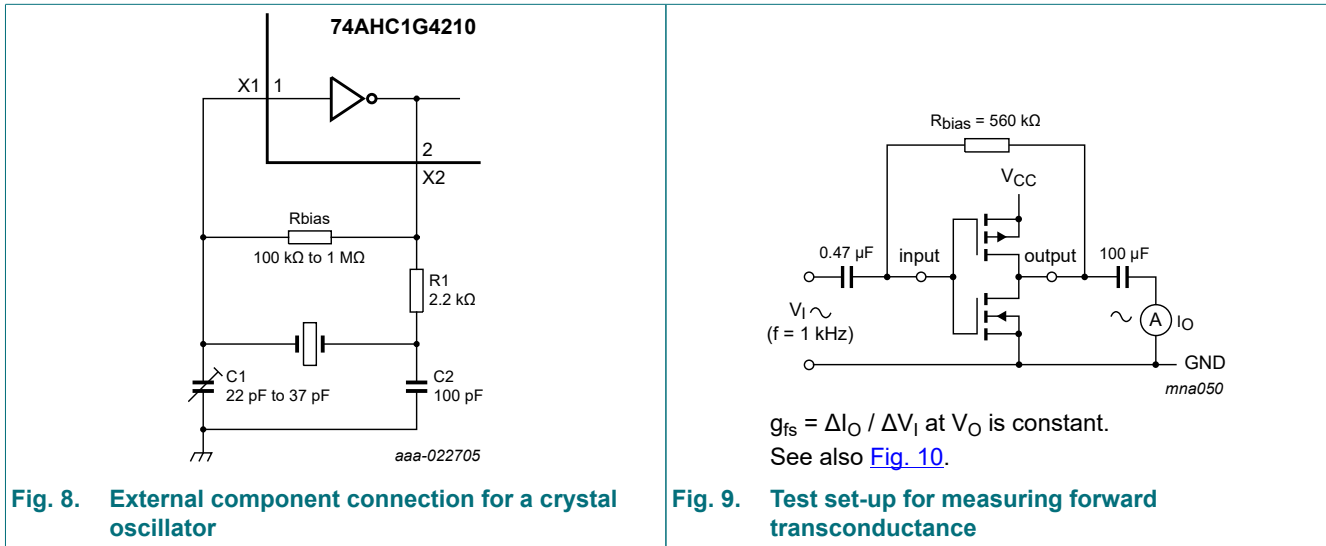 74AHC1G4210
X1
1
2
X2
Rbias
100 kΩ to 1 MΩ
R1
2.2 kΩ
C1
22 pF to 37 pF
C2
100 pF
aaa-022705
Fig. 8. External component connection for a crystal
oscillator
Rbias = 560 kΩ
VCC
0.47 µF
input
output
100 µF
VI
(f = 1 kHz)
A
IO
GND
mna050
gfs = ΔIO / ΔVI at VO is constant.
See also Fig. 10.
Fig. 9. Test set-up for measuring forward
transconductance